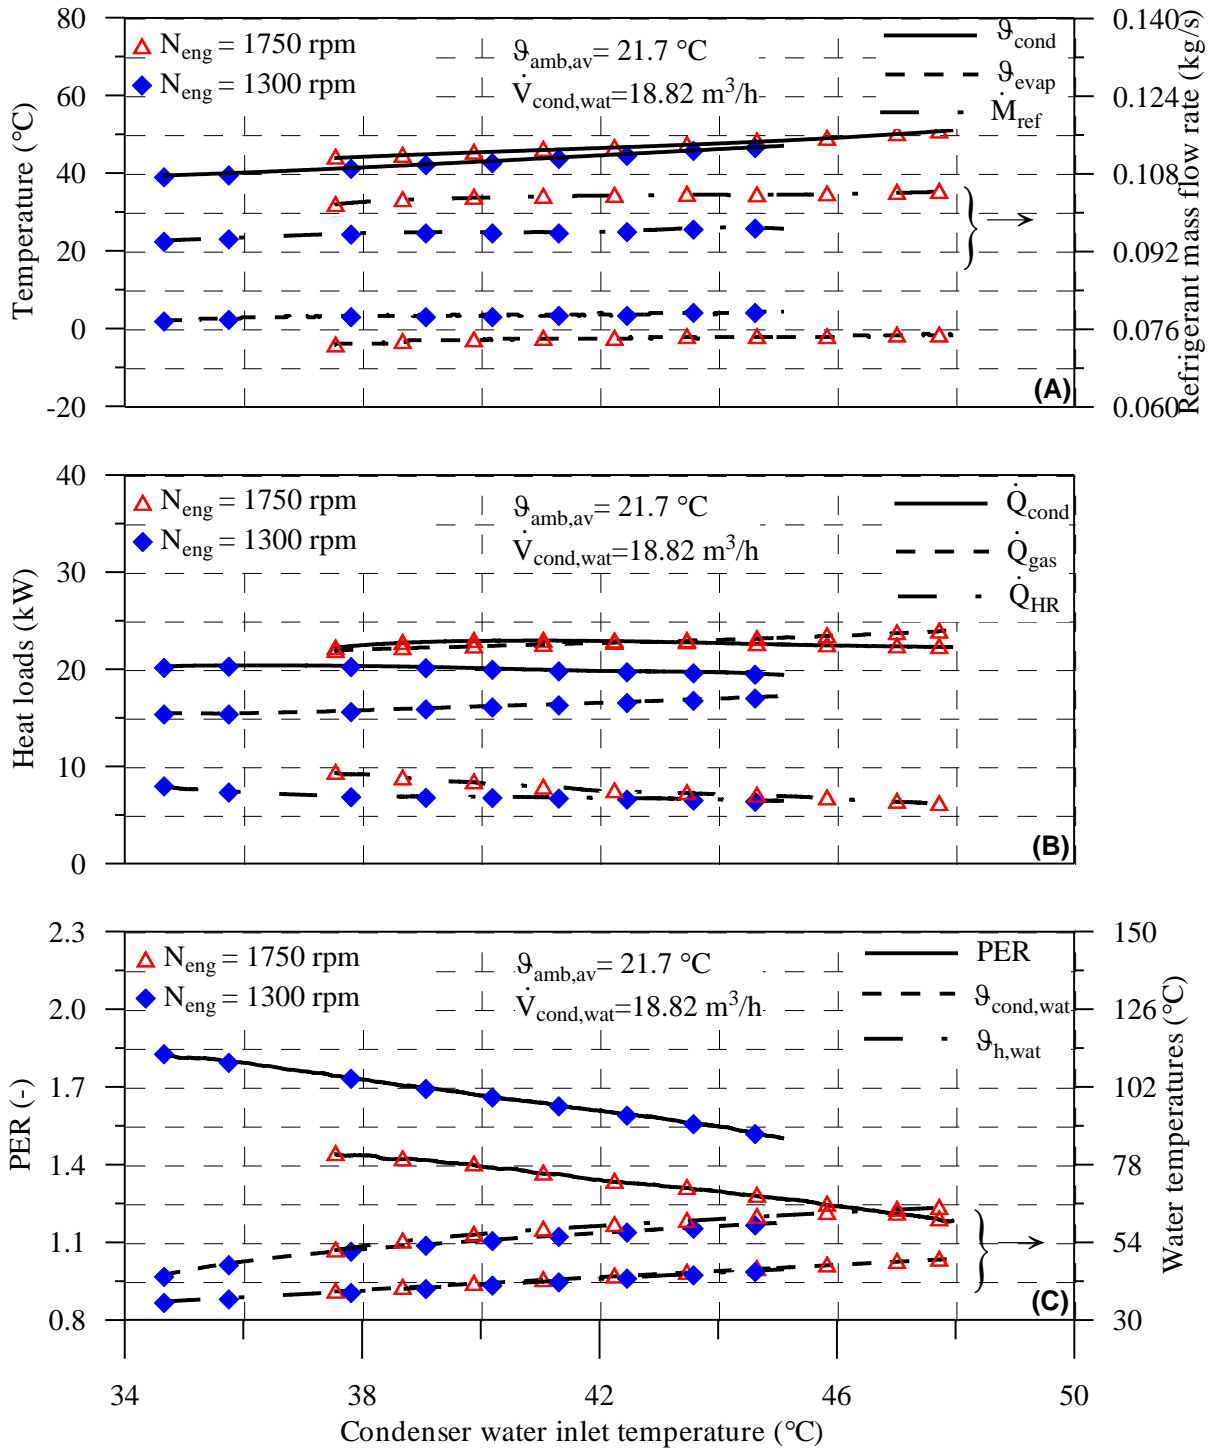 80
60
40
20
0
-20
Temperature (°C)
N_eng = 1750 rpm
N_eng = 1300 rpm
ϑ_amb,av = 21.7 °C
V̇_cond,wat=18.82 m³/h
ϑ_cond
ϑ_evap
Ṁ_ref
0.140
0.124
0.108
0.092
0.076
0.060
Refrigerant mass flow rate (kg/s)
(A)
40
30
20
10
0
Heat loads (kW)
N_eng = 1750 rpm
N_eng = 1300 rpm
ϑ_amb,av = 21.7 °C
V̇_cond,wat=18.82 m³/h
Q̇_cond
Q̇_gas
Q̇_HR
(B)
2.3
2.0
1.7
1.4
1.1
0.8
PER (-)
N_eng = 1750 rpm
N_eng = 1300 rpm
ϑ_amb,av= 21.7 °C
V̇_cond,wat=18.82 m³/h
PER
ϑ_cond,wat
ϑ_h,wat
150
126
102
78
54
30
Water temperatures (°C)
(C)
34 38 42 46 50
Condenser water inlet temperature (°C)